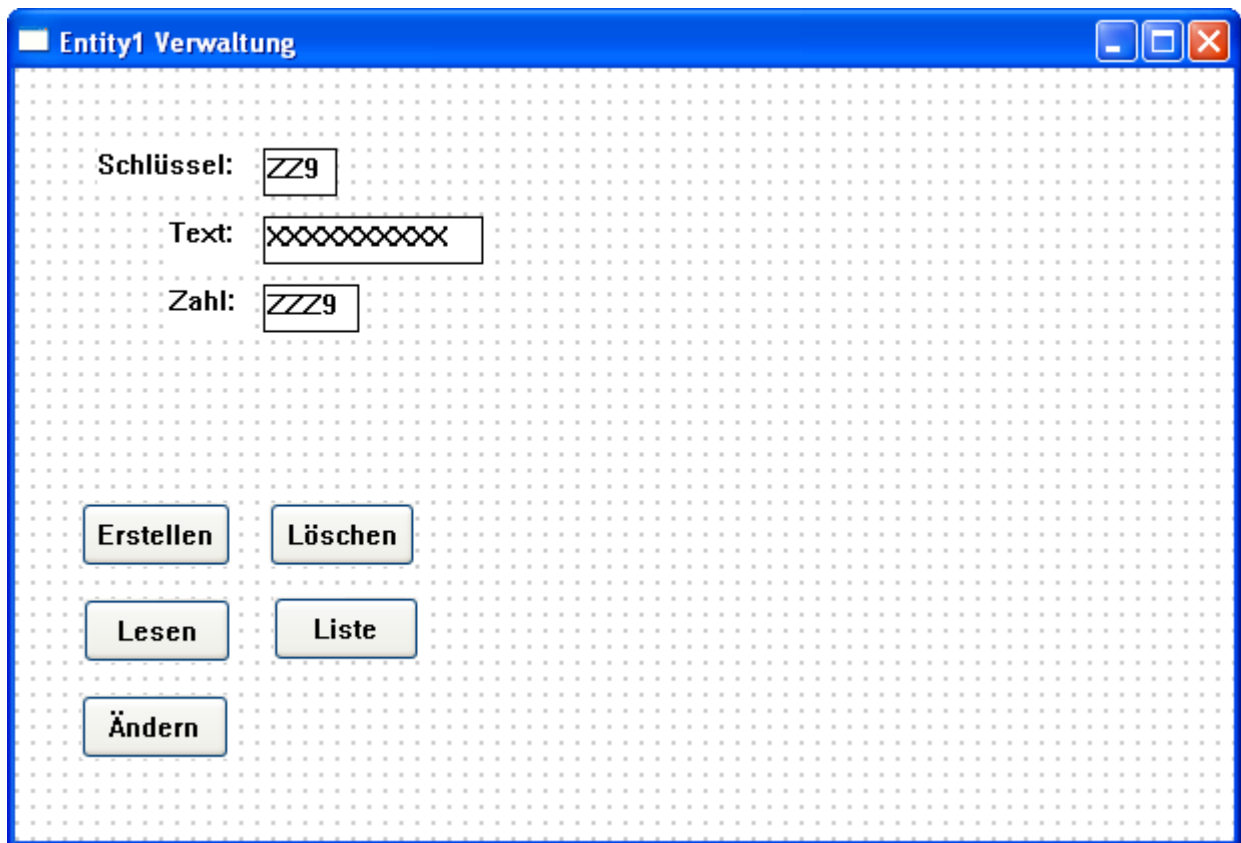 Entity1 Verwaltung
Schlüssel: ZZ9
Text: XXXXXXXXXX
Zahl: ZZZ9
Erstellen Löschen
Lesen Liste
Ändern